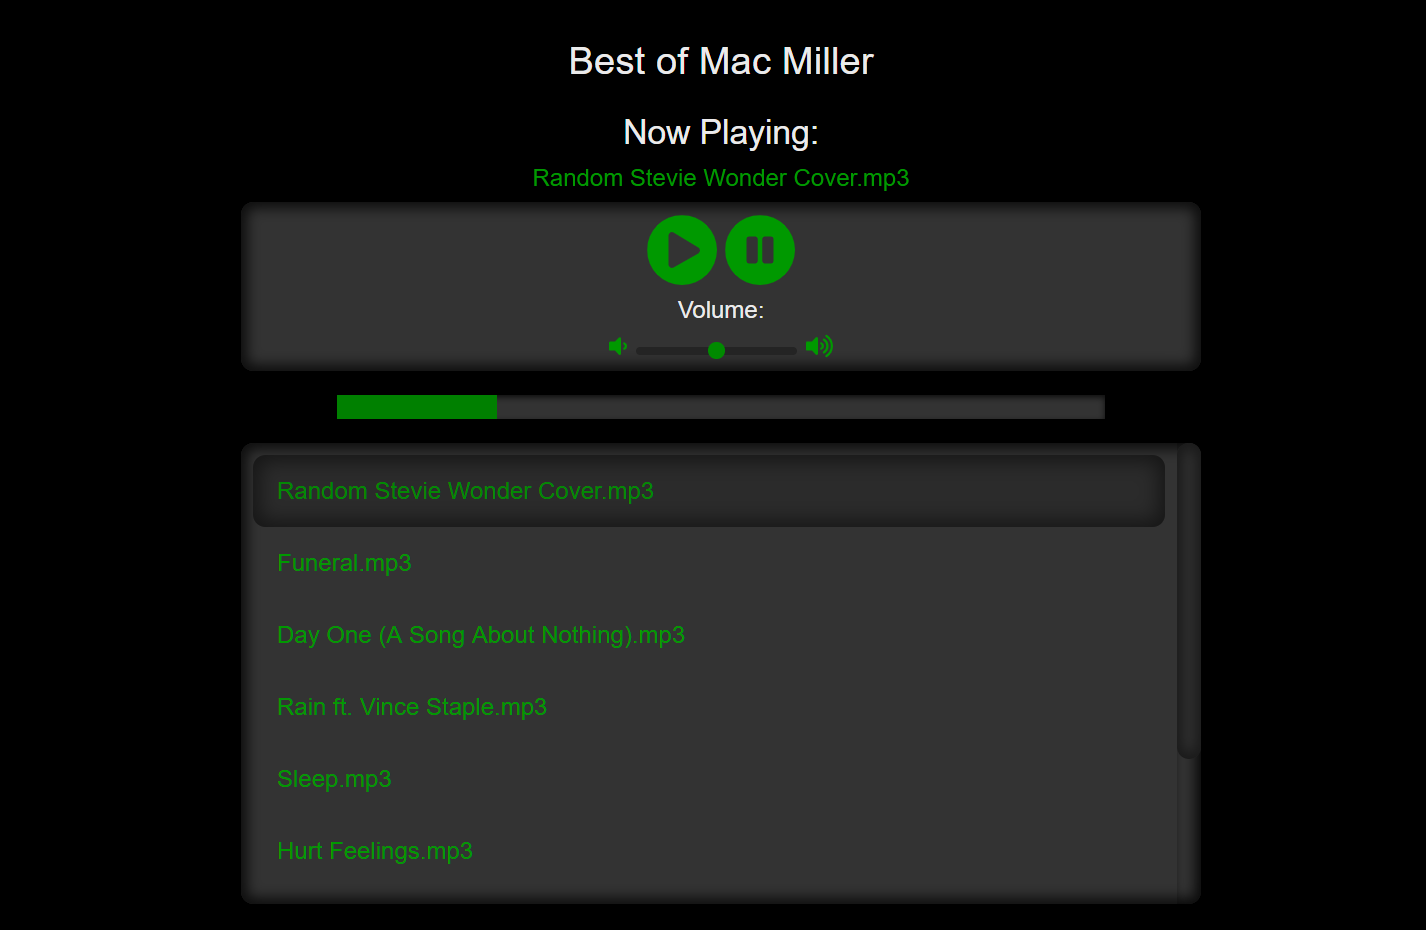 Best of Mac Miller
Now Playing:
Random Stevie Wonder Cover.mp3
Volume:
Random Stevie Wonder Cover.mp3
Funeral.mp3
Day One (A Song About Nothing).mp3
Rain ft. Vince Staple.mp3
Sleep.mp3
Hurt Feelings.mp3